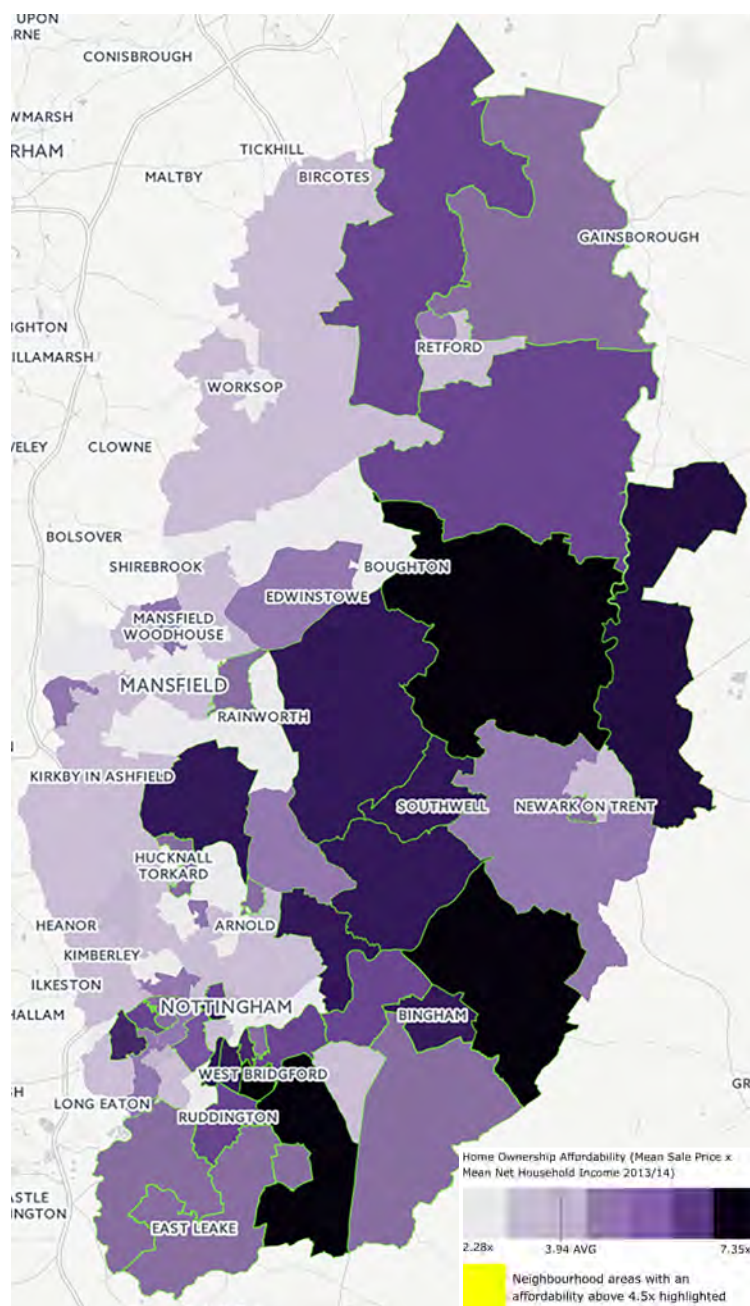 UPON
RNE
CONISBROUGH
WMARSH
RHAM
TICKHILL
MALTBY
BIRCOTES
GAINSBOROUGH
IGHTON
RETFORD
ILLAMARSH
WORKSOP
VELEY
CLOWNE
BOLSOVER
SHIREBROOK
BOUGHTON
EDWINSTOWE
MANSFIELD
WOODHOUSE
MANSFIELD
RAINWORTH
KIRKBY IN ASHFIELD
SOUTHWELL
NEWARK ON TRENT
HUCKNALL
TORKARD
HEANOR
ARNOLD
KIMBERLEY
ILKESTON
NOTTINGHAM
HALLAM
BINGHAM
WEST BRIDGFORD
SH
GR
LONG EATON
RUDDINGTON
Home Ownership Affordability (Mean Sale Price x
Mean Net Household Income 2013/14)
ASTLE
INGTON
EAST LEAKE
2.28x 3.94 AVG 7.35x
Neighbourhood areas with an
affordability above 4.5x highlighted